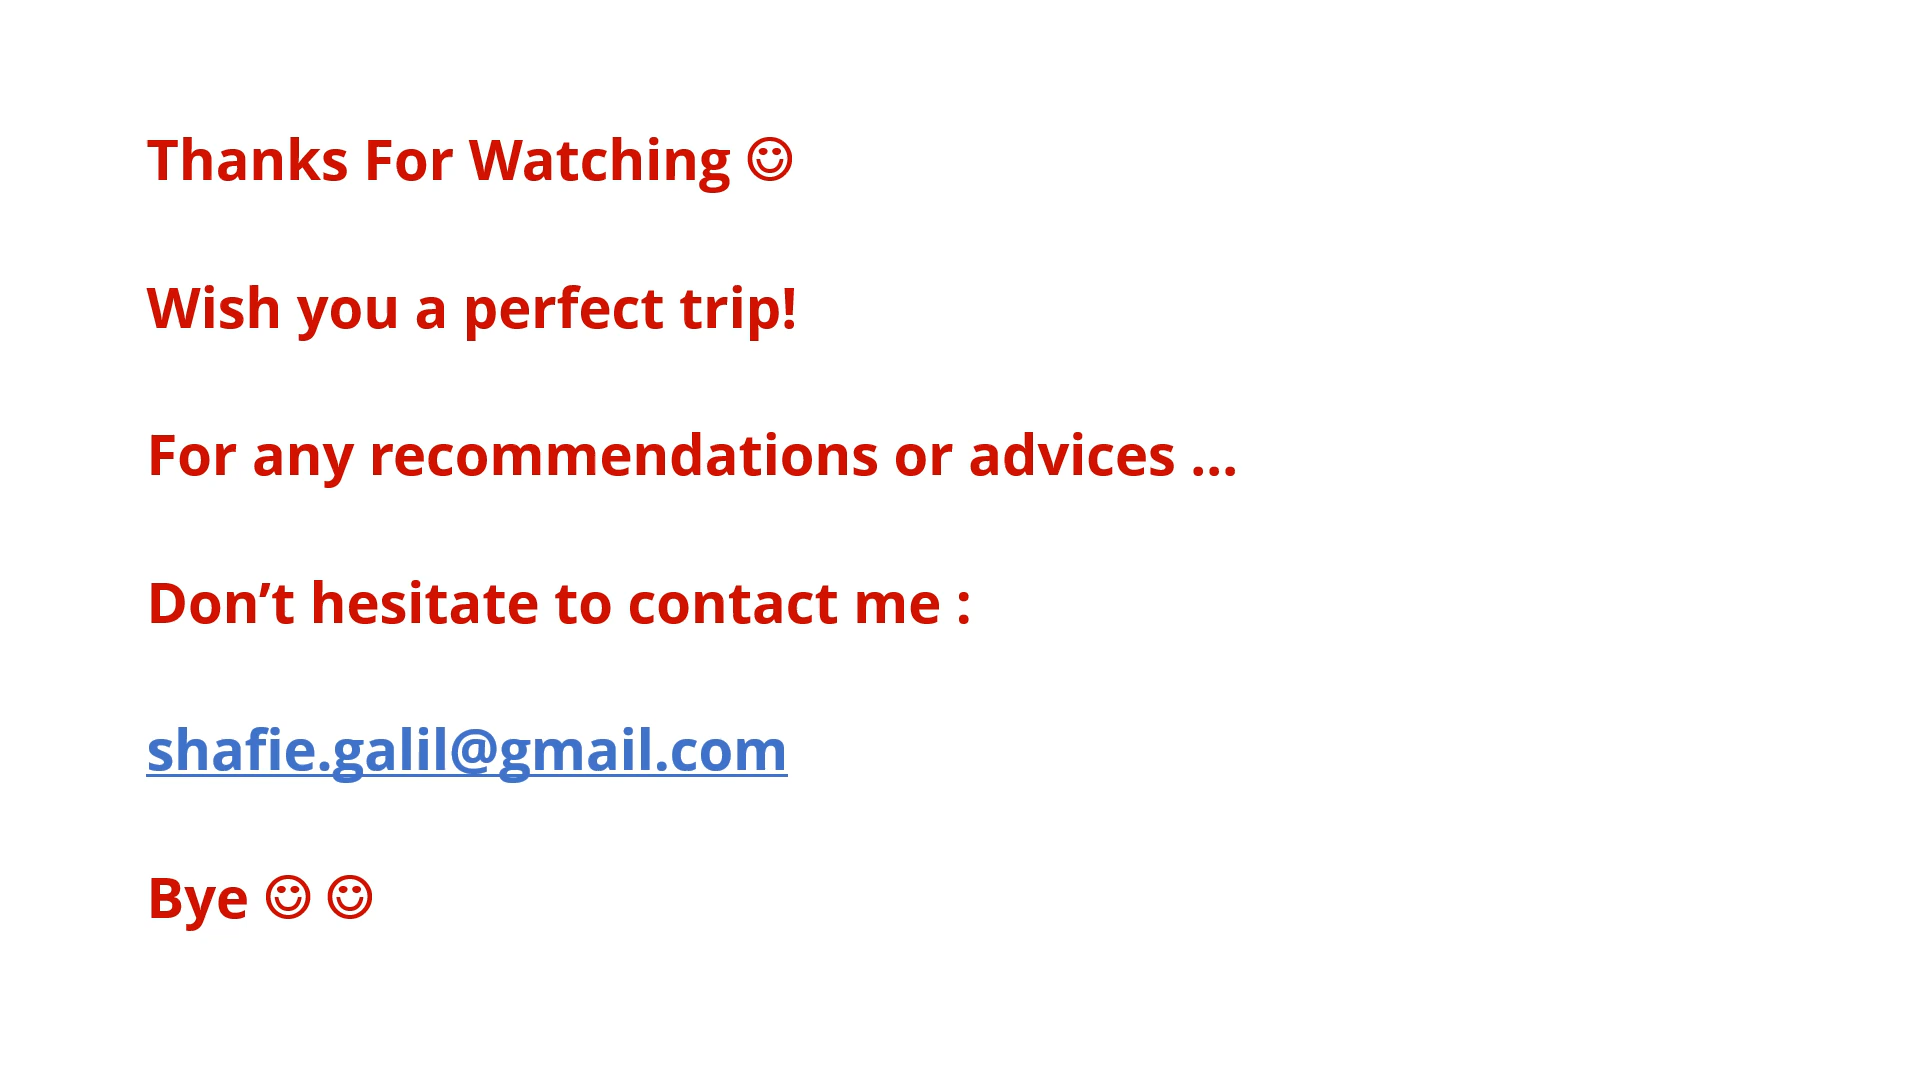 Thanks For Watching ☺
Wish you a perfect trip!
For any recommendations or advices ...
Don’t hesitate to contact me :
shafie.galil@gmail.com
Bye ☺ ☺